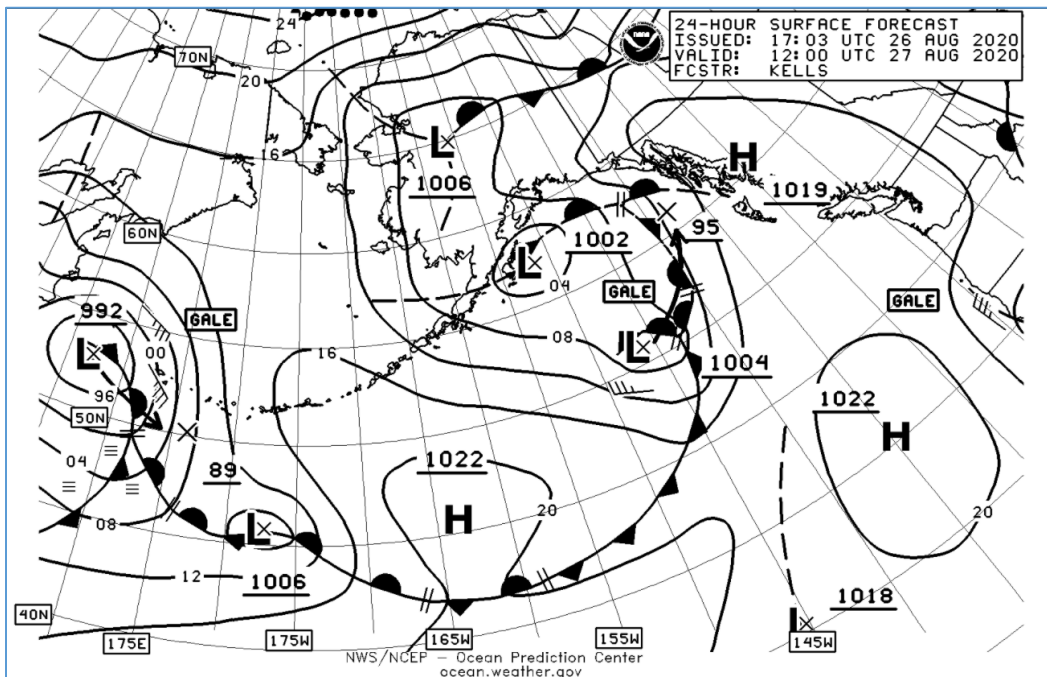 24-HOUR SURFACE FORECAST
ISSUED: 17:03 UTC 26 AUG 2020
VALID: 12:00 UTC 27 AUG 2020
FCSTR: KELLS
24
70N
20
16
L
1006
H
1019
60N
1002
95
L
04
GALE
992
GALE
GALE
L
00
16
08
L
1004
96
1022
50N
H
04
1022
89
H
20
08
L
20
12
1006
1018
40N
L
175E
175W
165W
155W
145W
NWS/NCEP – Ocean Prediction Center
ocean.weather.gov